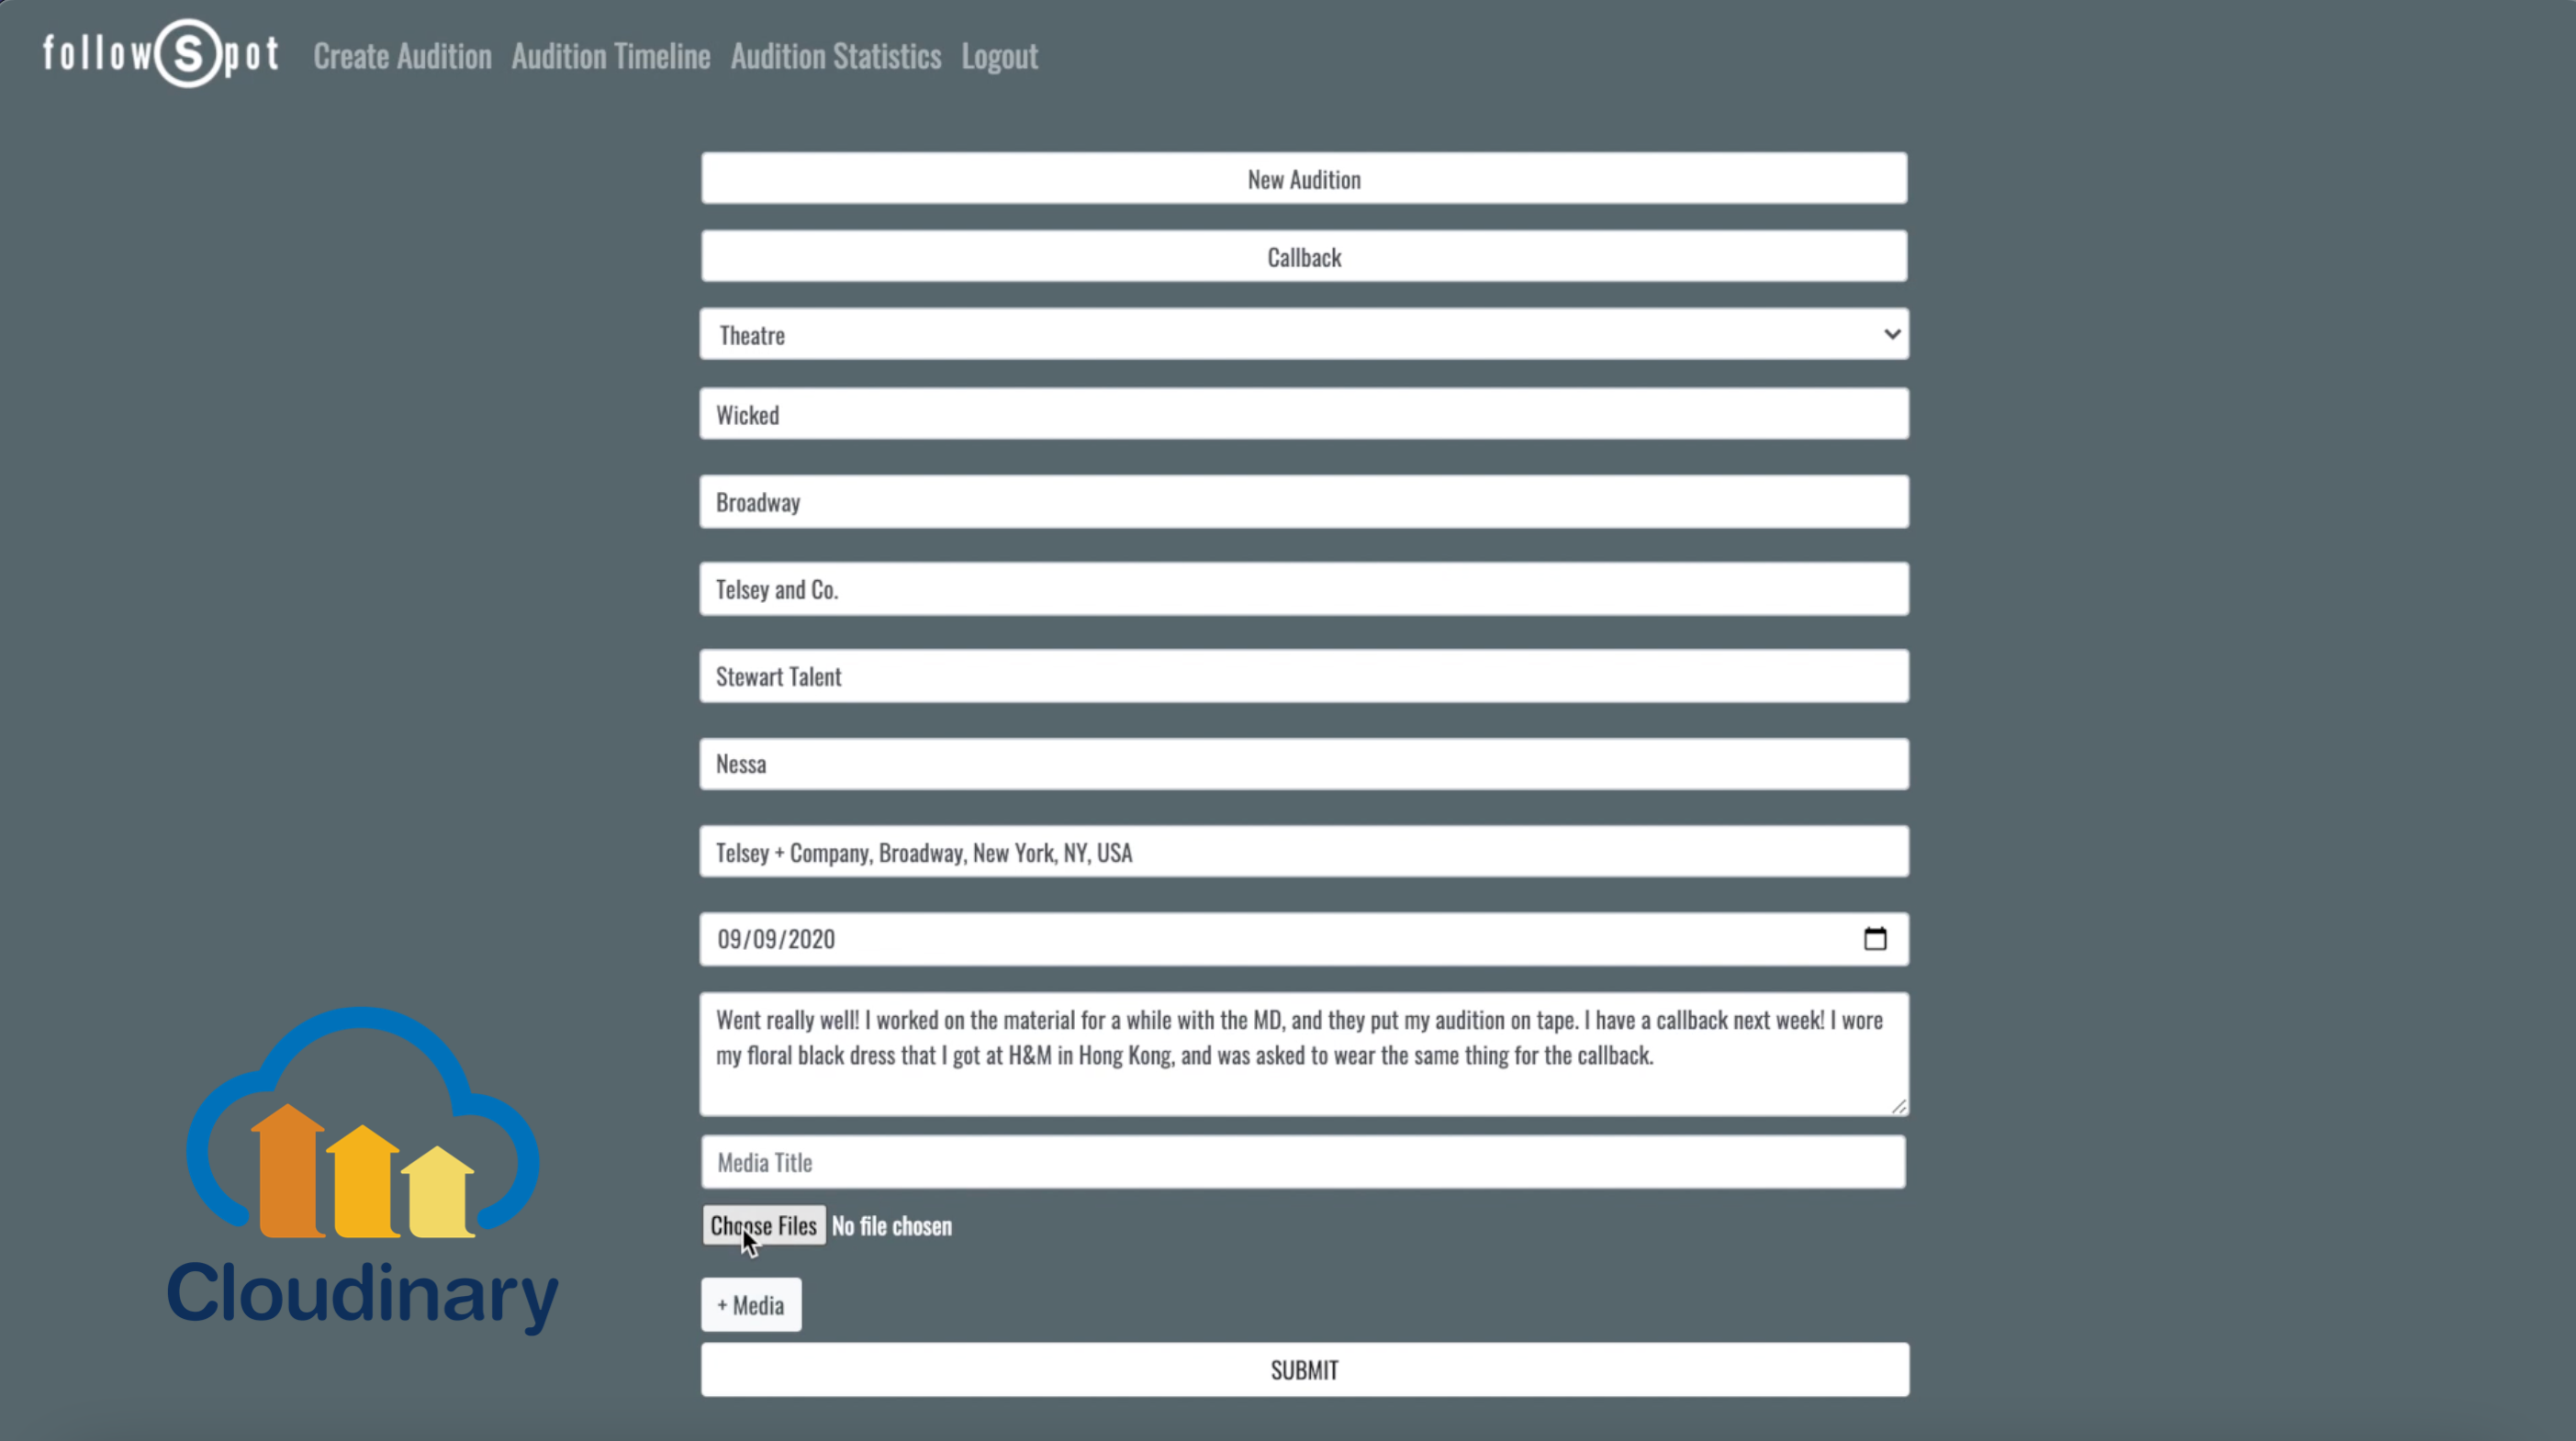 followSpot Create Audition Audition Timeline Audition Statistics Logout
New Audition
Callback
Theatre
Wicked
Broadway
Telsey and Co.
Stewart Talent
Nessa
Telsey + Company, Broadway, New York, NY, USA
09/09/2020
Went really well! I worked on the material for a while with the MD, and they put my audition on tape. I have a callback next week! I wore
my floral black dress that I got at H&M in Hong Kong, and was asked to wear the same thing for the callback.
Media Title
Choose Files No file chosen
+ Media
SUBMIT
Cloudinary